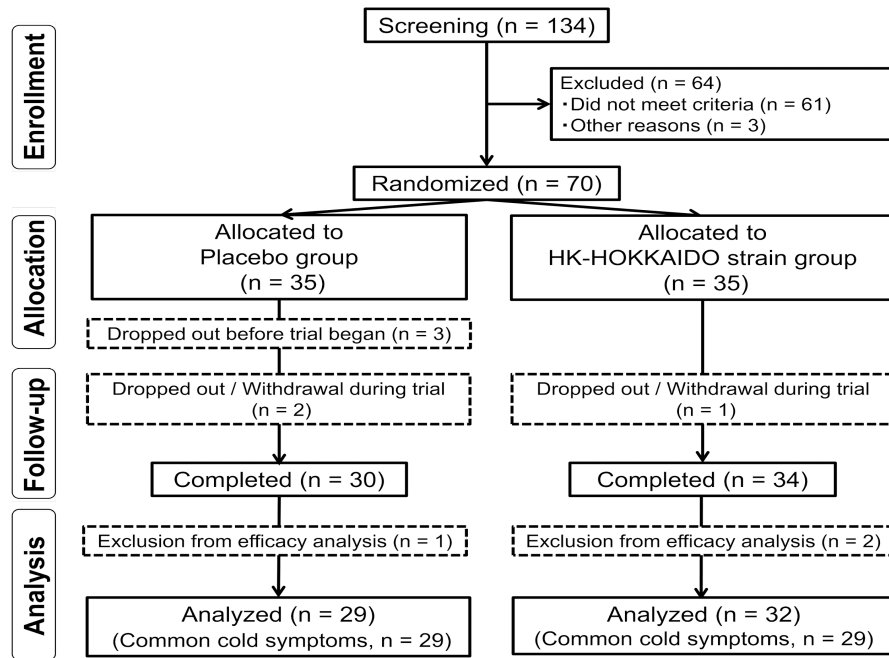 Enrollment
Screening (n = 134)
Excluded (n = 64)
・Did not meet criteria (n = 61)
・Other reasons (n = 3)
Randomized (n = 70)
Allocation
Allocated to
Placebo group
(n = 35)
Allocated to
HK-HOKKAIDO strain group
(n = 35)
Dropped out before trial began (n = 3)
Follow-up
Dropped out / Withdrawal during trial
(n = 2)
Dropped out / Withdrawal during trial
(n = 1)
Completed (n = 30)
Completed (n = 34)
Analysis
Exclusion from efficacy analysis (n = 1)
Exclusion from efficacy analysis (n = 2)
Analyzed (n = 29)
(Common cold symptoms, n = 29)
Analyzed (n = 32)
(Common cold symptoms, n = 29)